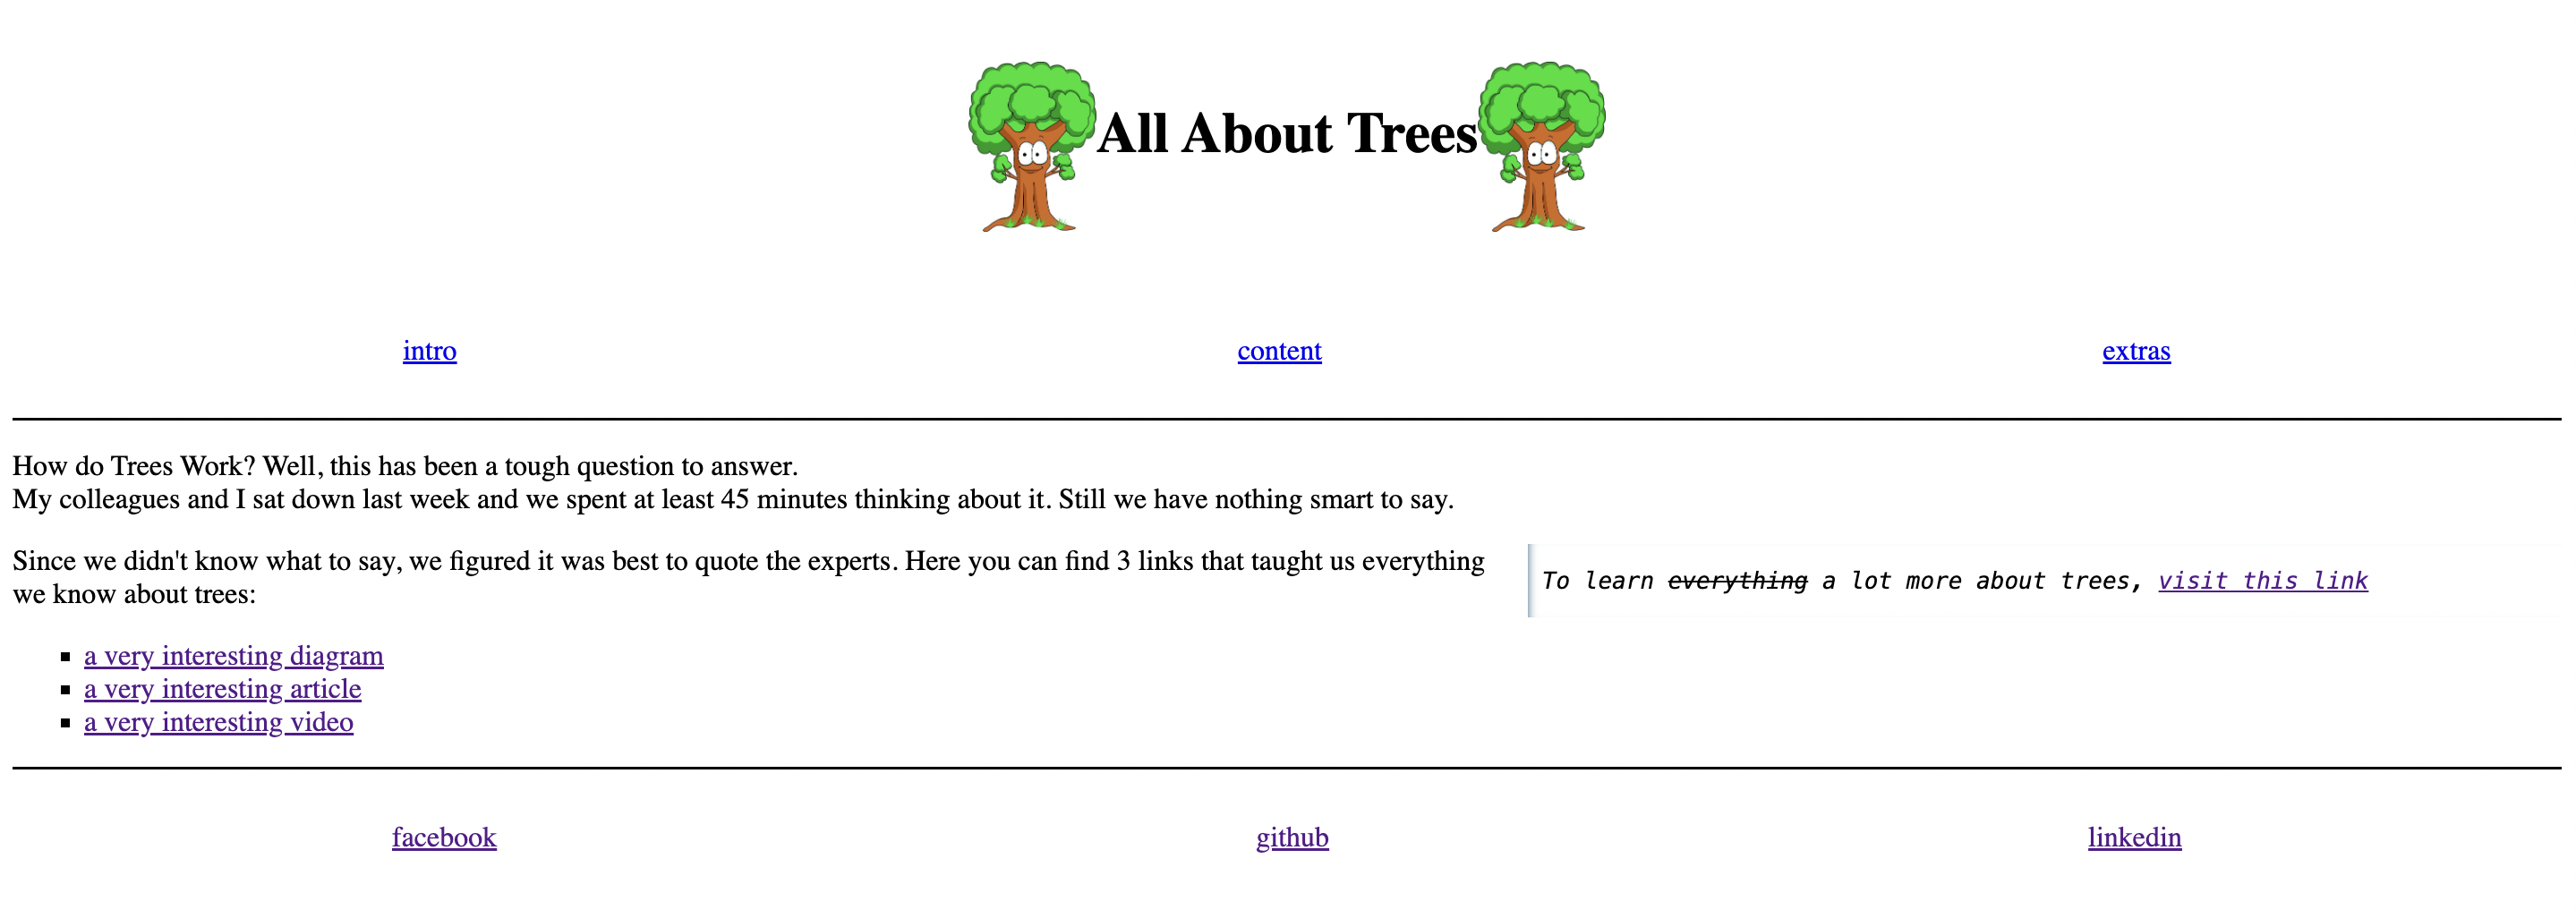 All About Trees
intro content extras
How do Trees Work? Well, this has been a tough question to answer.
My colleagues and I sat down last week and we spent at least 45 minutes thinking about it. Still we have nothing smart to say.
Since we didn't know what to say, we figured it was best to quote the experts. Here you can find 3 links that taught us everything
we know about trees:
a very interesting diagram
a very interesting article
a very interesting video
To learn everything a lot more about trees, visit this link
facebook github linkedin